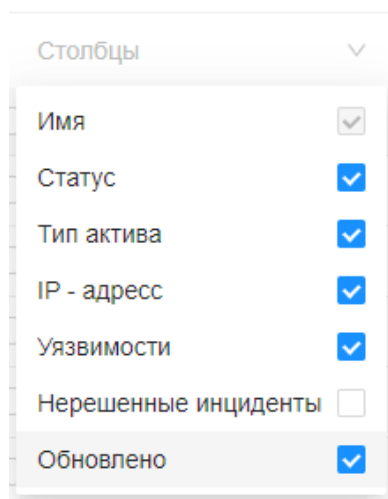 Столбцы
Имя
Статус
Тип актива
IP - адресс
Уязвимости
Нерешенные инциденты
Обновлено